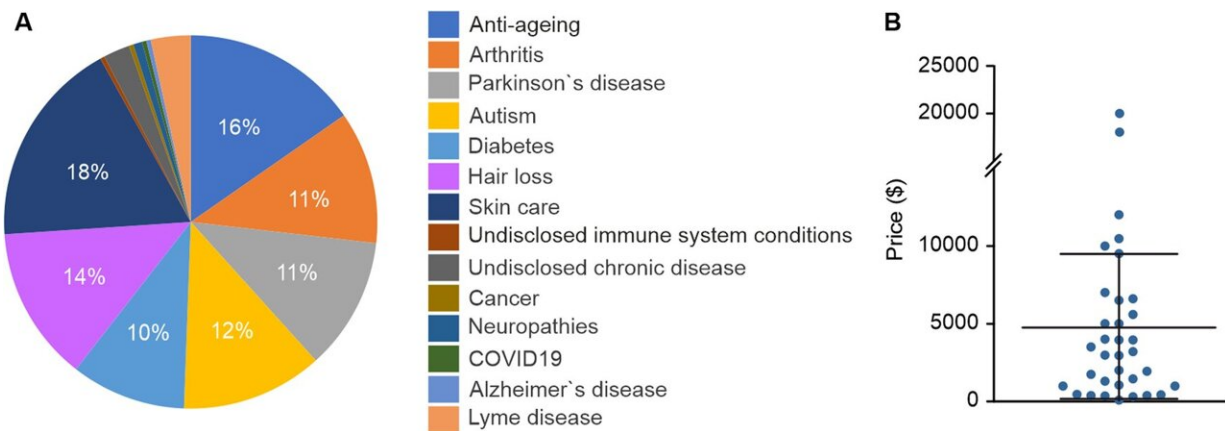 A
16%
11%
11%
12%
10%
14%
18%
Anti-ageing
Arthritis
Parkinson`s disease
Autism
Diabetes
Hair loss
Skin care
Undisclosed immune system conditions
Undisclosed chronic disease
Cancer
Neuropathies
COVID19
Alzheimer`s disease
Lyme disease
B
Price ($)
25000
20000
10000
5000
0